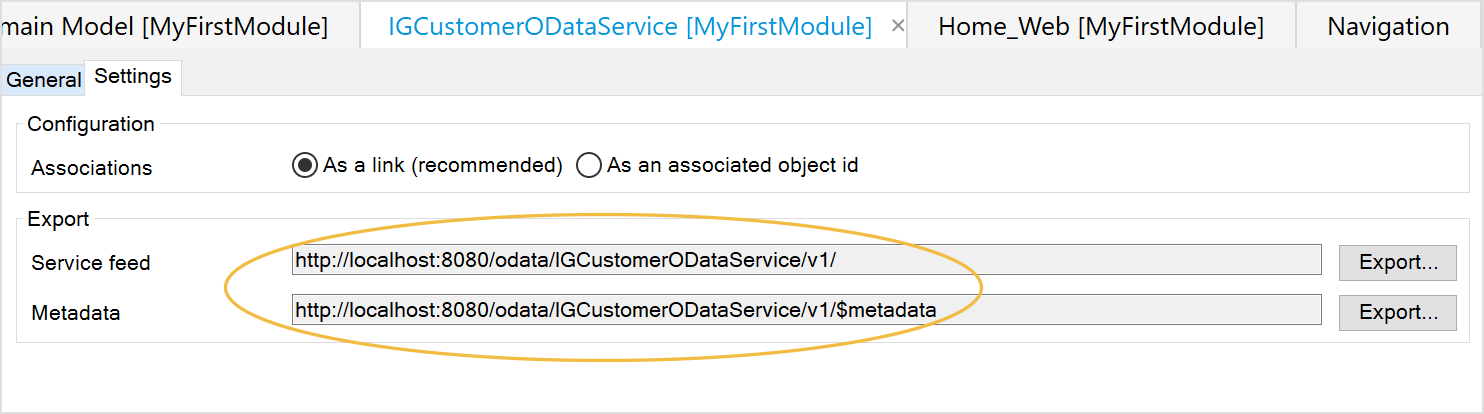 main Model [MyFirstModule] IGCustomerODataService [MyFirstModule] × Home_Web [MyFirstModule] Navigation
General Settings
Configuration
Associations As a link (recommended) As an associated object id
Export
Service feed http://localhost:8080/odata/IGCustomerODataService/v1/ Export...
Metadata http://localhost:8080/odata/IGCustomerODataService/v1/$metadata Export...